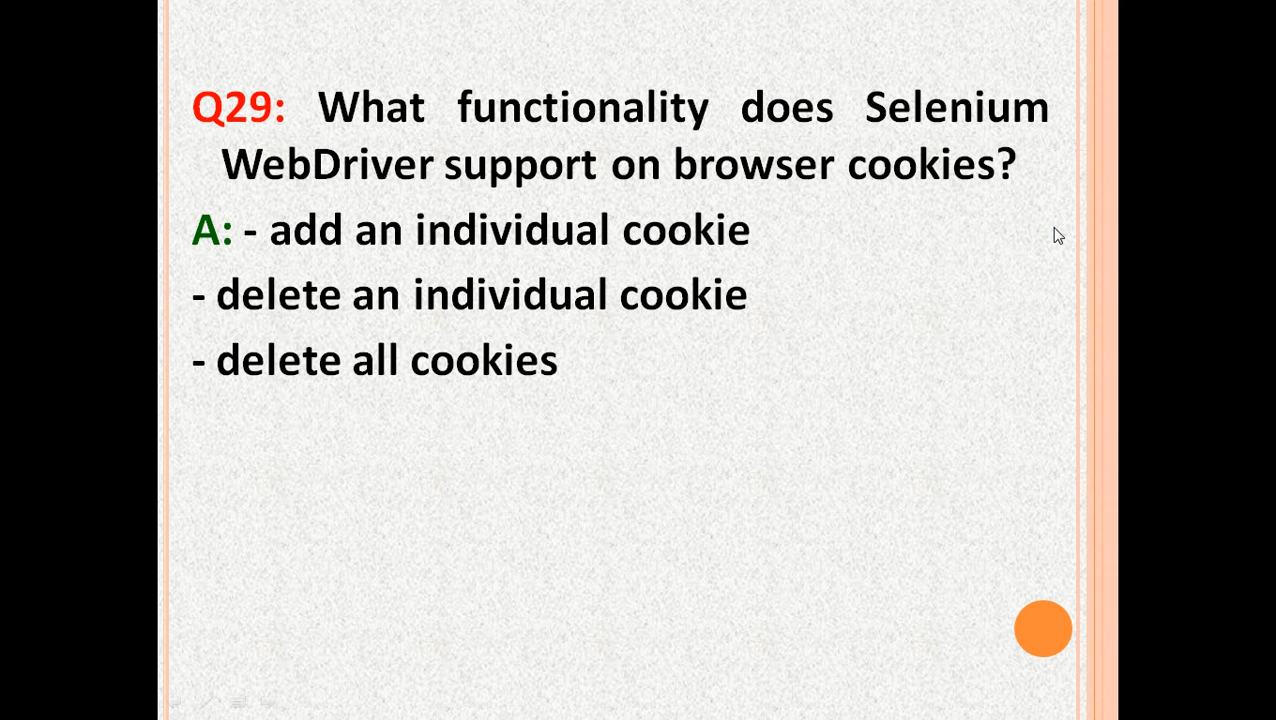 Q29: What functionality does Selenium
WebDriver support on browser cookies?
A: - add an individual cookie
- delete an individual cookie
- delete all cookies